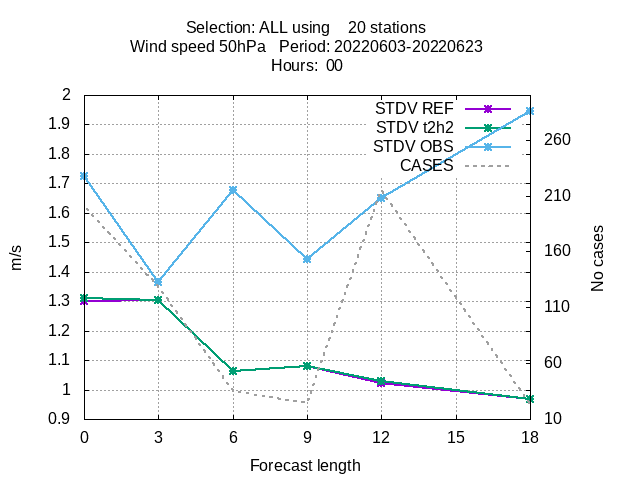 Selection: ALL using 20 stations
Wind speed 50hPa Period: 20220603-20220623
Hours: 00
STDV REF
STDV t2h2
STDV OBS
CASES
m/s
2
1.9
1.8
1.7
1.6
1.5
1.4
1.3
1.2
1.1
1
0.9
260
210
160
110
60
10
No cases
0 3 6 9 12 15 18
Forecast length